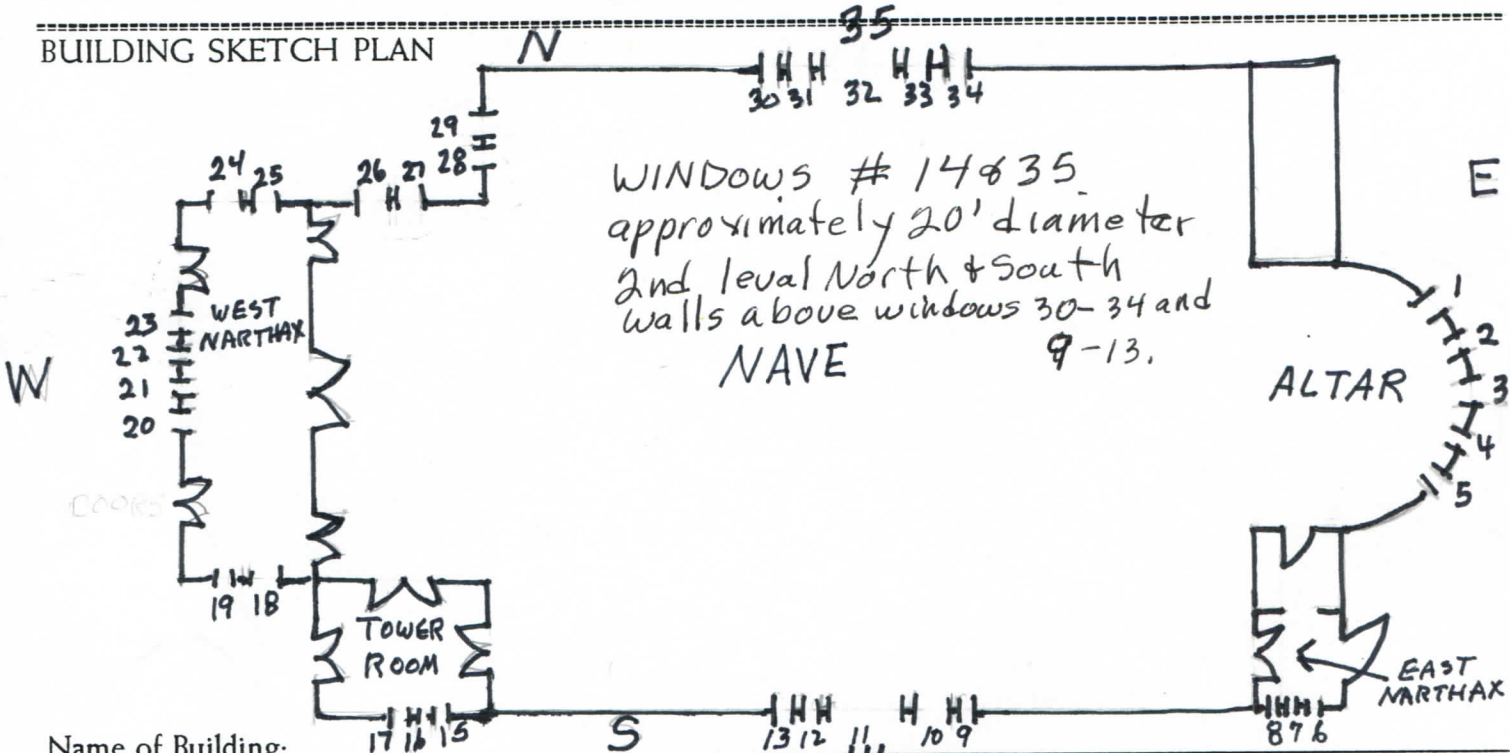 35
BUILDING SKETCH PLAN
N
30 31 32 33 34
29
28
24 25 26 27
E
WINDOWS # 14 & 35
approximately 20' diameter
2nd leval North & South
walls above windows 30-34 and
9-13.
NAVE
WEST
NARTHAX
23
22
21
20
W
ALTAR
1
2
3
4
5
DOORS
19 18
TOWER
ROOM
EAST
NARTHAX
17 16 15
S
13 12 11 10 9
8 7 6
Name of Building: